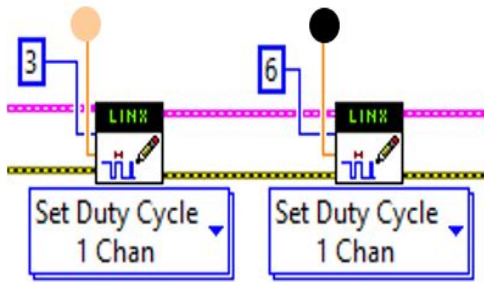 3
6
LINX
LINX
Set Duty Cycle
1 Chan
Set Duty Cycle
1 Chan